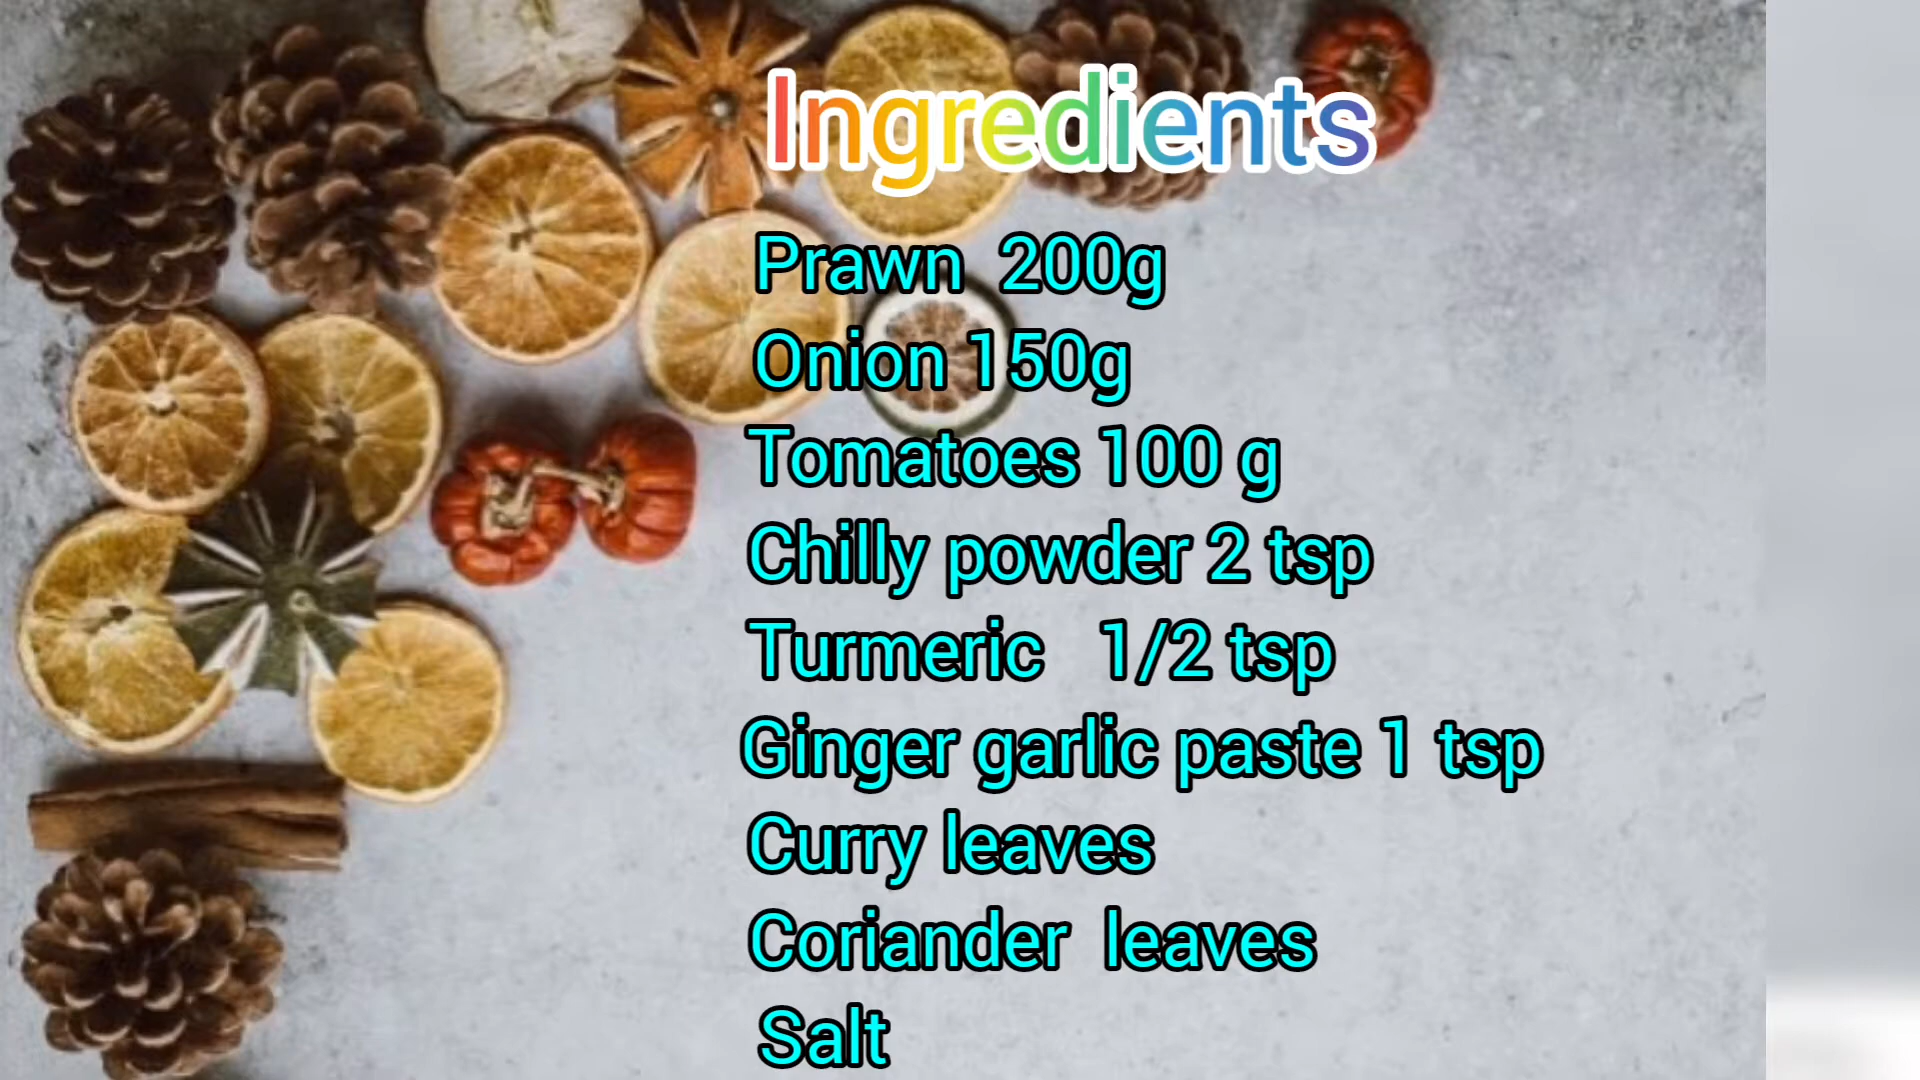 Ingredients
Prawn 200g
Onion 150g
Tomatoes 100 g
Chilly powder 2 tsp
Turmeric 1/2 tsp
Ginger garlic paste 1 tsp
Curry leaves
Coriander leaves
Salt